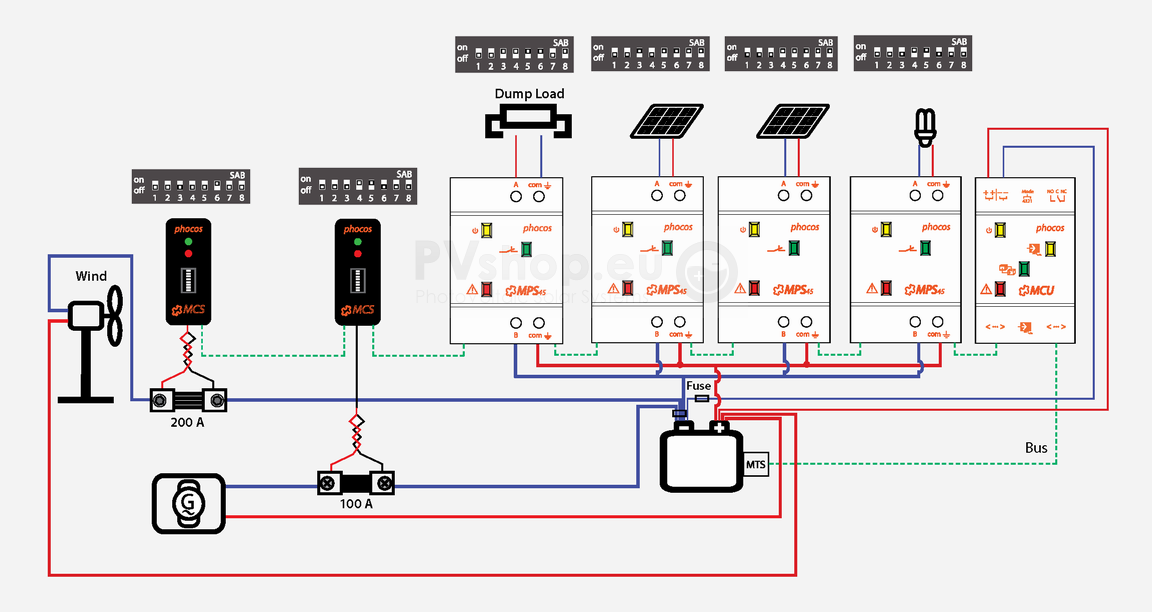 SAB
on
off
1 2 3 4 5 6 7 8
SAB
on
off
1 2 3 4 5 6 7 8
SAB
on
off
1 2 3 4 5 6 7 8
SAB
on
off
1 2 3 4 5 6 7 8
Dump Load
SAB
on
off
1 2 3 4 5 6 7 8
SAB
on
off
1 2 3 4 5 6 7 8
A com
A com
A com
A com
++ -- Mode NO C NC
phocos
phocos
phocos
phocos
phocos
phocos
phocos
PVshop.eu
Wind
MPS45
MPS45
MPS45
MPS45
MCU
MCS
MCS
B com
B com
B com
B com
<--> <-->
Fuse
200 A
Bus
- +
MTS
G
~
100 A